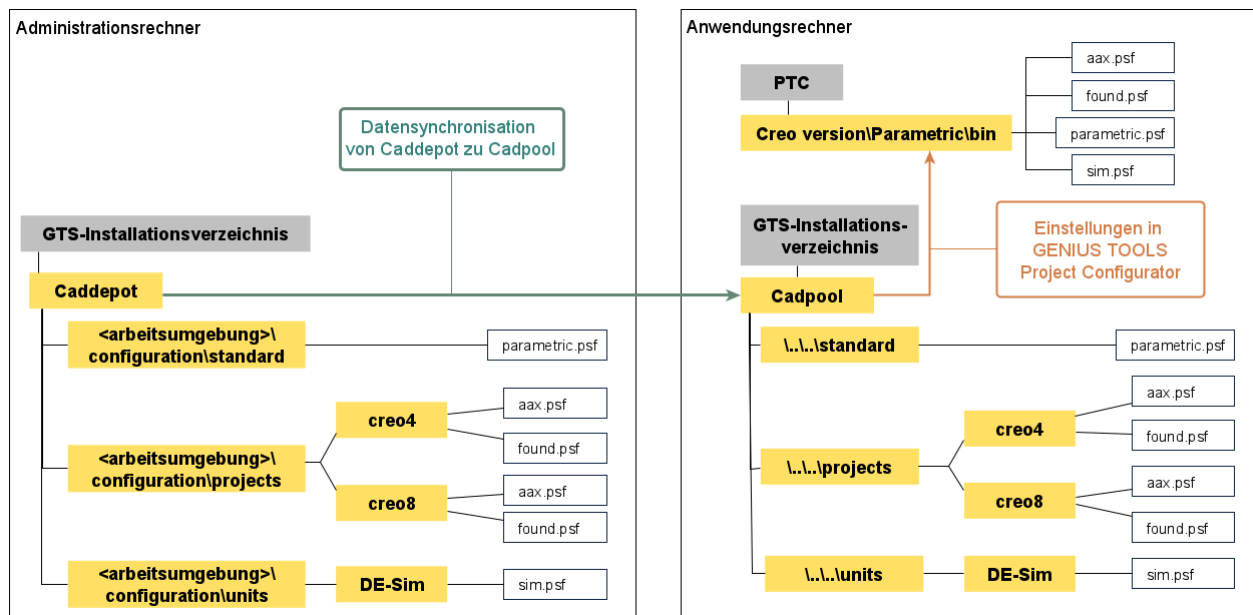 Administrationsrechner
Datensynchronisation
von Caddepot zu Cadpool
GTS-Installationsverzeichnis
Caddepot
<arbeitsumgebung>\
configuration\standard
parametric.psf
<arbeitsumgebung>\
configuration\projects
creo4
aax.psf
found.psf
creo8
aax.psf
found.psf
<arbeitsumgebung>\
configuration\units
DE-Sim
sim.psf
Anwendungsrechner
PTC
Creo version\Parametric\bin
aax.psf
found.psf
parametric.psf
sim.psf
GTS-Installations-
verzeichnis
Einstellungen in
GENIUS TOOLS
Project Configurator
Cadpool
\..\..\standard
parametric.psf
\..\..\projects
creo4
aax.psf
found.psf
creo8
aax.psf
found.psf
\..\..\units
DE-Sim
sim.psf